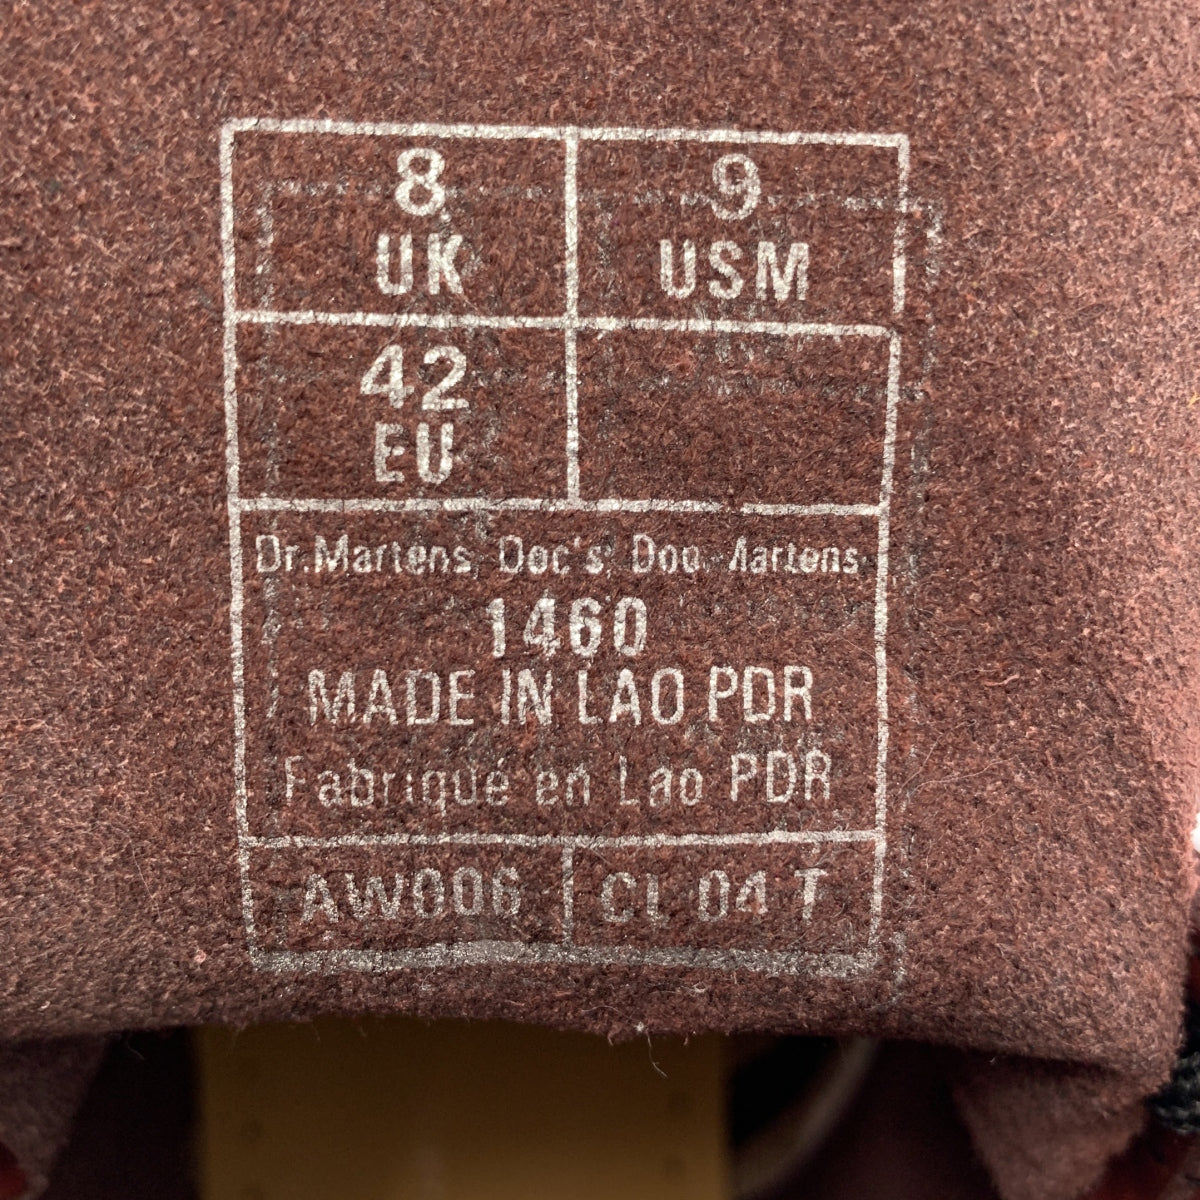 8 9
UK USM
42
EU
Dr.Martens, Doc's, Doc Martens
1460
MADE IN LAO PDR
Fabriqué en Lao PDR
AW006 CL 04 T